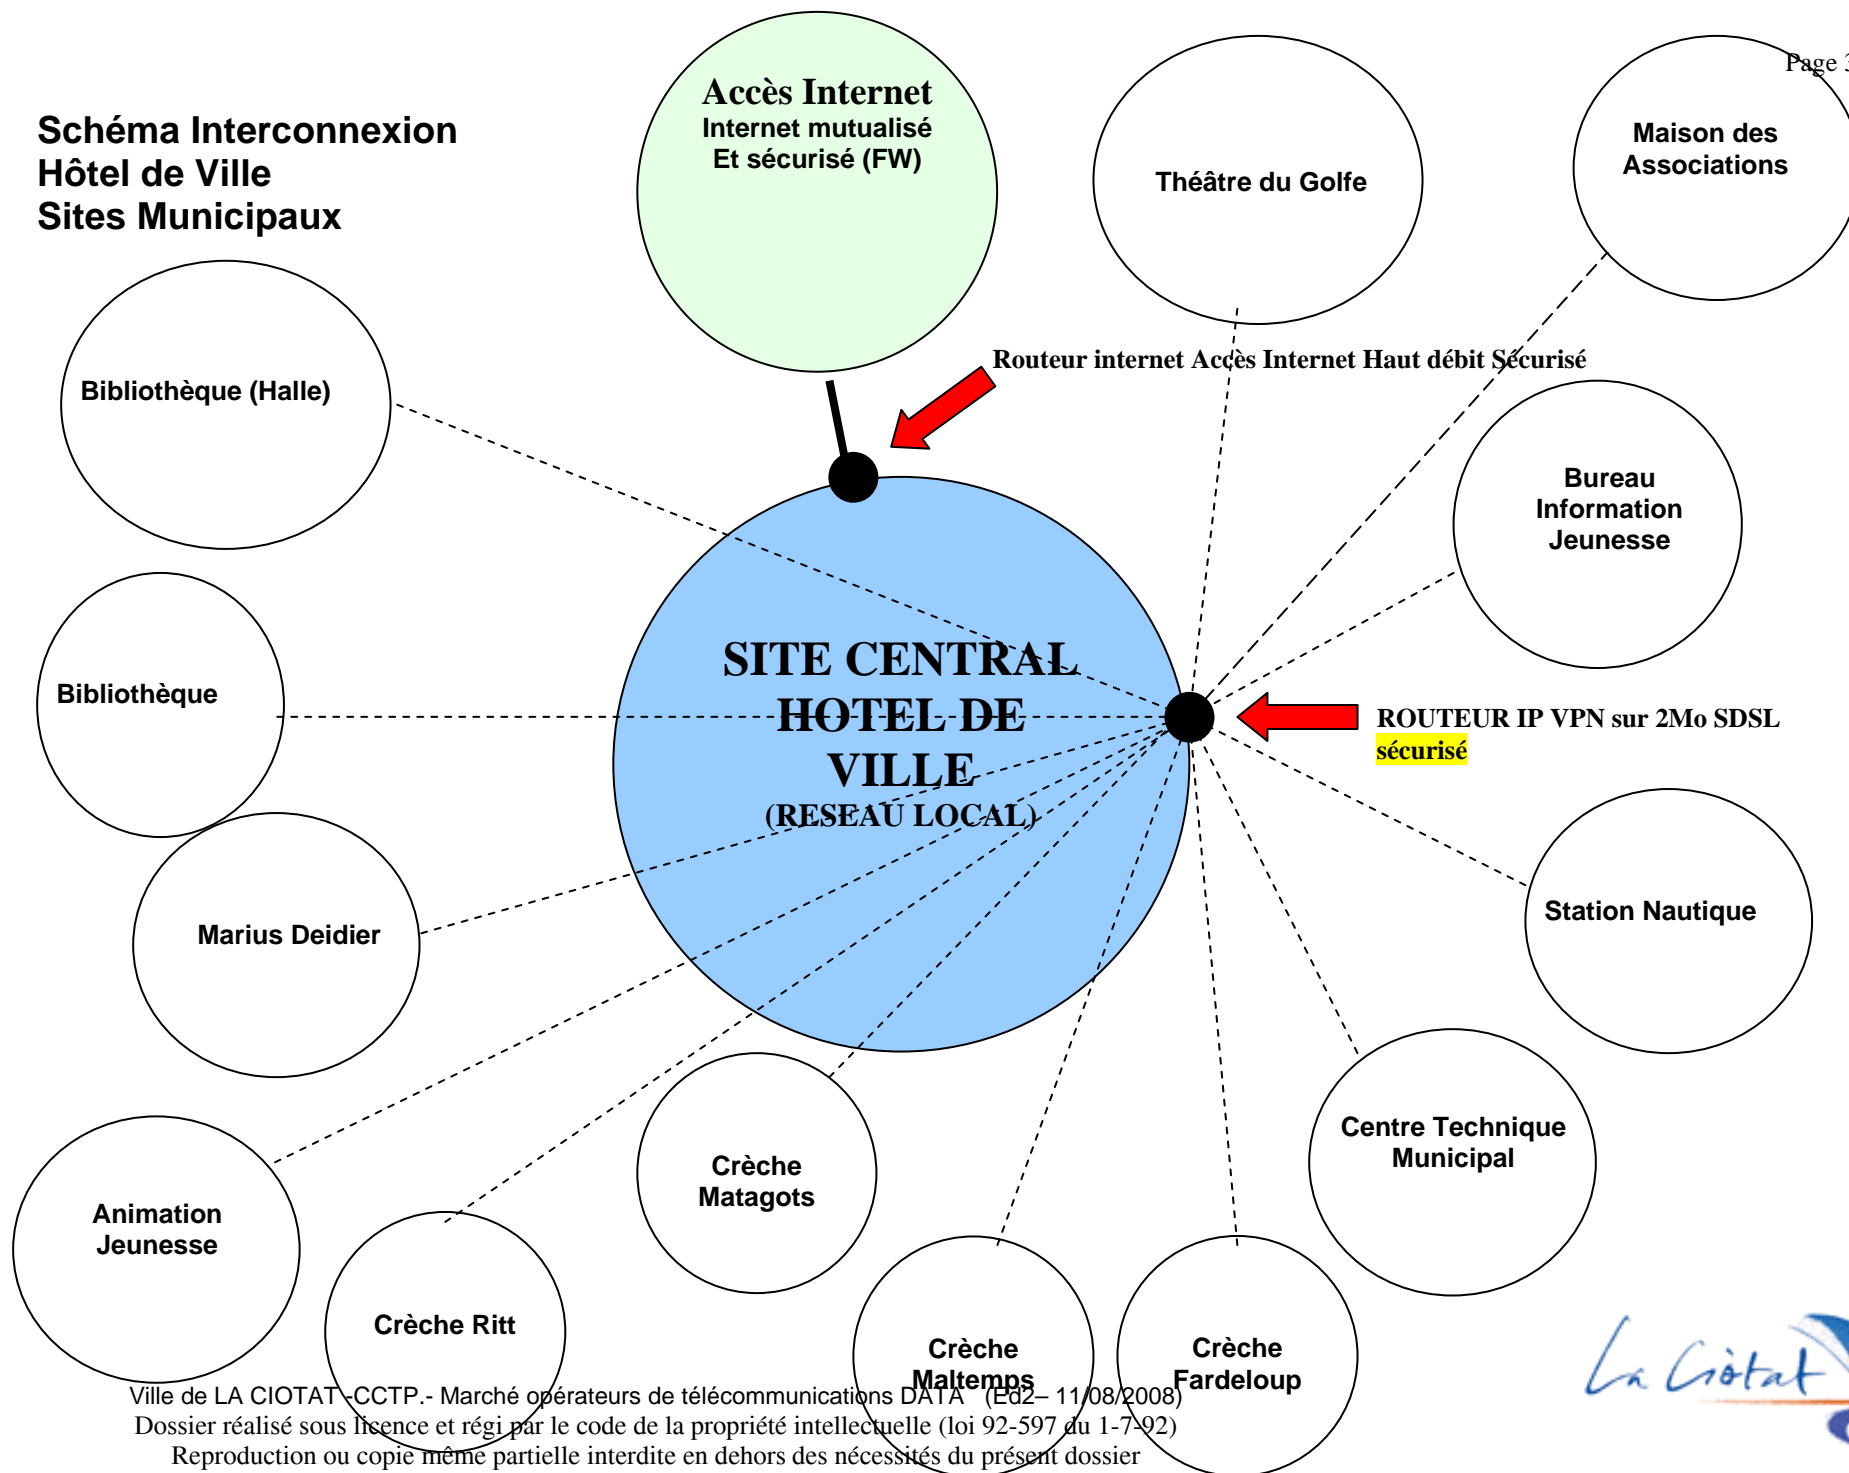 Page 3
Schéma Interconnexion
Hôtel de Ville
Sites Municipaux
Accès Internet
Internet mutualisé
Et sécurisé (FW)
Théâtre du Golfe
Maison des
Associations
Routeur internet Accès Internet Haut débit Sécurisé
Bibliothèque (Halle)
Bureau
Information
Jeunesse
Bibliothèque
SITE CENTRAL
HOTEL DE
VILLE
(RESEAU LOCAL)
ROUTEUR IP VPN sur 2Mo SDSL
sécurisé
Marius Deidier
Station Nautique
Centre Technique
Municipal
Crèche
Matagots
Animation
Jeunesse
Crèche Ritt
Crèche
Maltemps
Crèche
Fardeloup
La Ciotat
Ville de LA CIOTAT -CCTP.- Marché opérateurs de télécommunications DATA (Ed2– 11/08/2008)
Dossier réalisé sous licence et régi par le code de la propriété intellectuelle (loi 92-597 du 1-7-92)
Reproduction ou copie même partielle interdite en dehors des nécessités du présent dossier